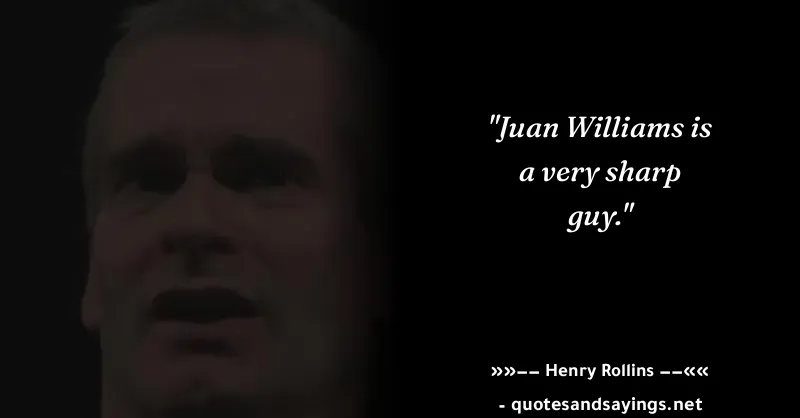 "Juan Williams is
a very sharp
guy."
»»−− Henry Rollins −−««
- quotesandsayings.net